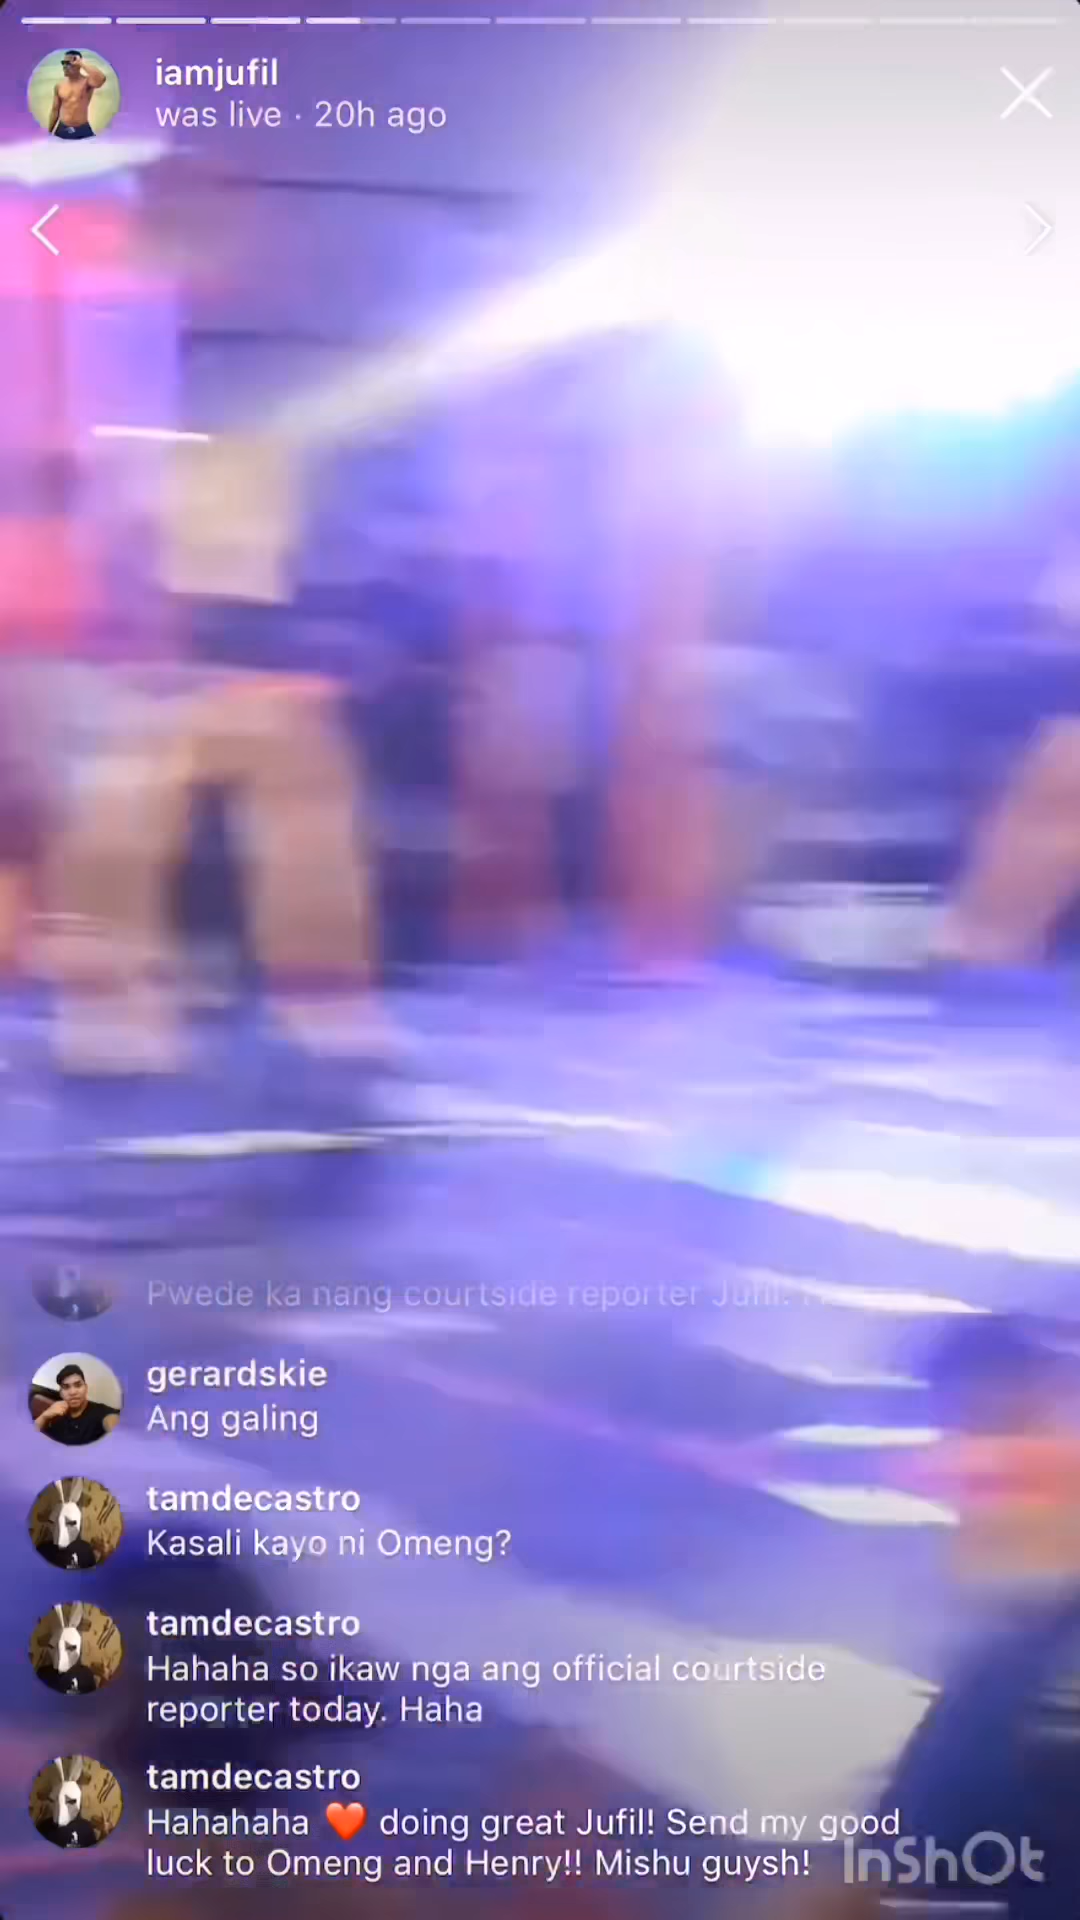 iamjufil
was live · 20h ago
Pwede ka nang courtside reporter Jufil.
gerardskie
Ang galing
tamdecastro
Kasali kayo ni Omeng?
tamdecastro
Hahaha so ikaw nga ang official courtside
reporter today. Haha
tamdecastro
Hahahaha ❤️ doing great Jufil! Send my good
luck to Omeng and Henry!! Mishu guysh!
InShOt